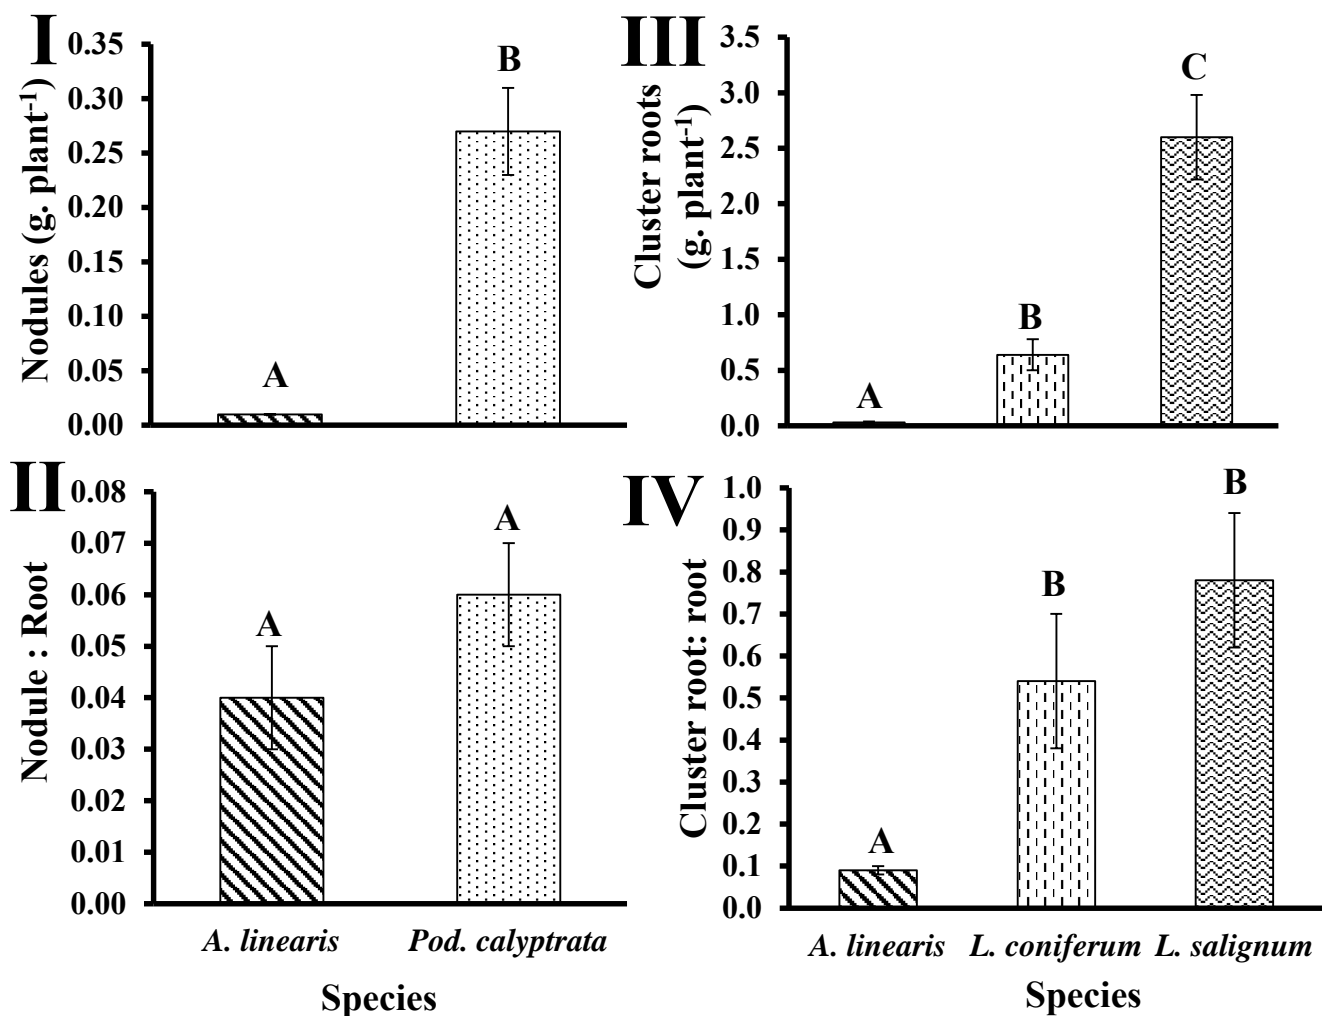 I
Nodules (g. plant⁻¹)
0.35
0.30
0.25
0.20
0.15
0.10
0.05
0.00
A
B
III
Cluster roots
(g. plant⁻¹)
3.5
3.0
2.5
2.0
1.5
1.0
0.5
0.0
A
B
C
II
Nodule : Root
0.08
0.07
0.06
0.05
0.04
0.03
0.02
0.01
0.00
A
A
A. linearis
Pod. calyptrata
Species
IV
Cluster root: root
1.0
0.9
0.8
0.7
0.6
0.5
0.4
0.3
0.2
0.1
0.0
A
B
B
A. linearis
L. coniferum
L. salignum
Species